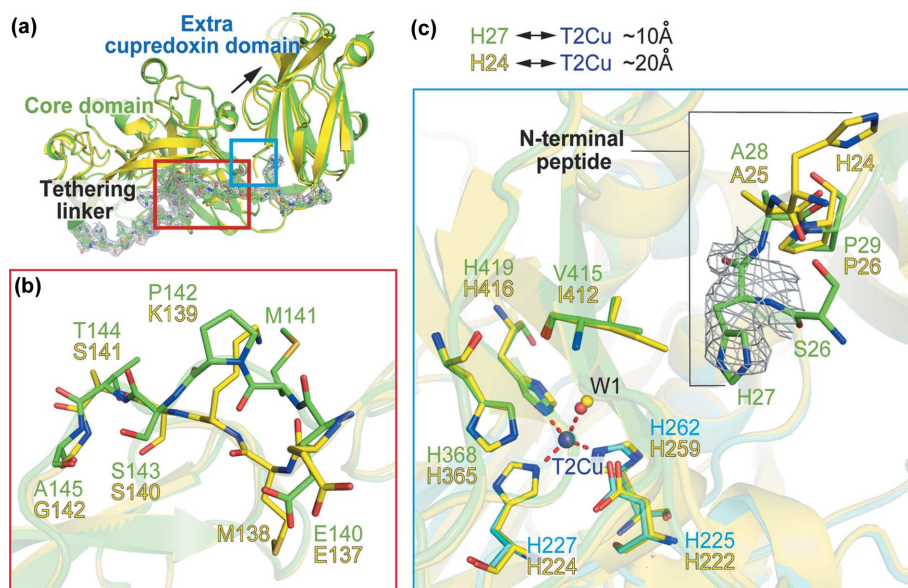 (a)
Extra
cupredoxin domain
Core domain
Tethering
linker
(b)
P142
K139
M141
T144
S141
A145
G142
S143
S140
M138
E140
E137
(c)
H27 ↔ T2Cu ~10Å
H24 ↔ T2Cu ~20Å
N-terminal
peptide
H24
A28
A25
P29
P26
S26
H27
H419
H416
V415
I412
W1
T2Cu
H262
H259
H368
H365
H227
H224
H225
H222